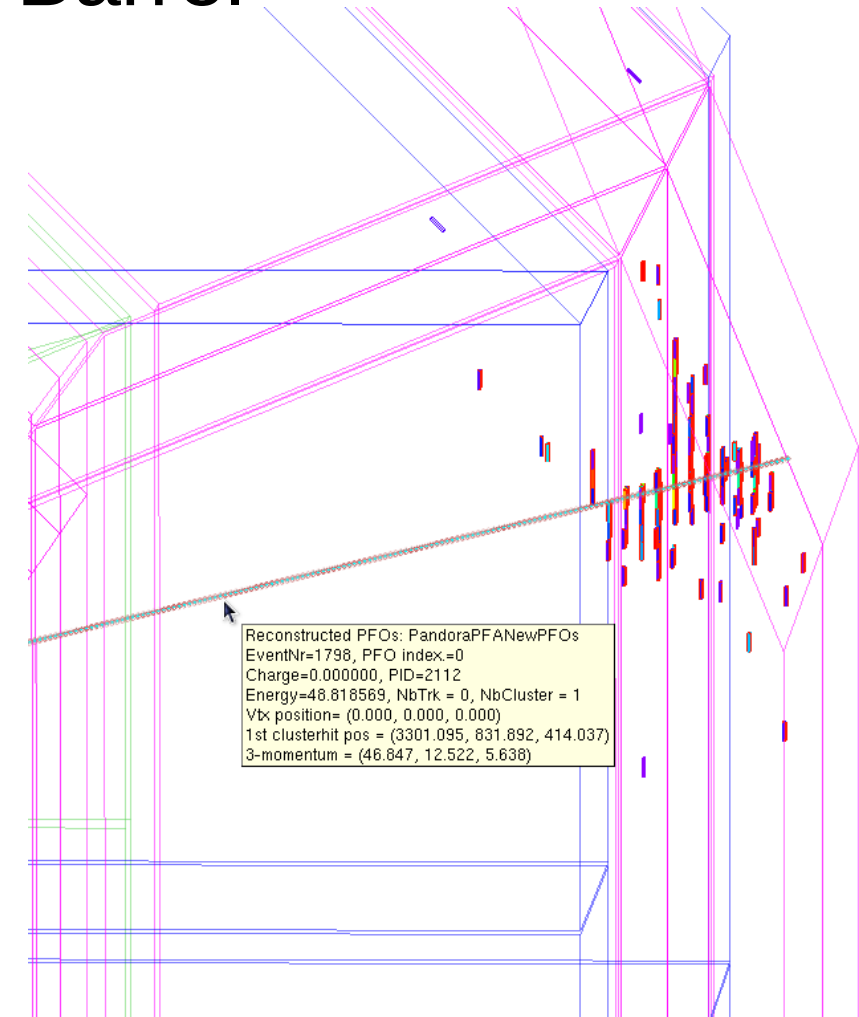 Barrel
Reconstructed PFOs: PandoraPFANewPFOs
EventNr=1798, PFO index.=0
Charge=0.000000, PID=2112
Energy=48.818569, NbTrk = 0, NbCluster = 1
Vtx position= (0.000, 0.000, 0.000)
1st clusterhit pos = (3301.095, 831.892, 414.037)
3-momentum = (46.847, 12.522, 5.638)